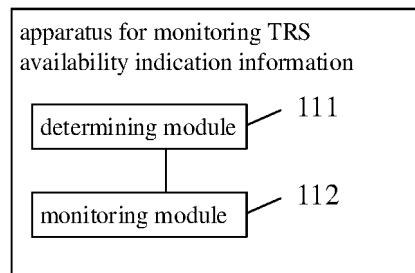 apparatus for monitoring TRS
availability indication information
111
determining module
112
monitoring module